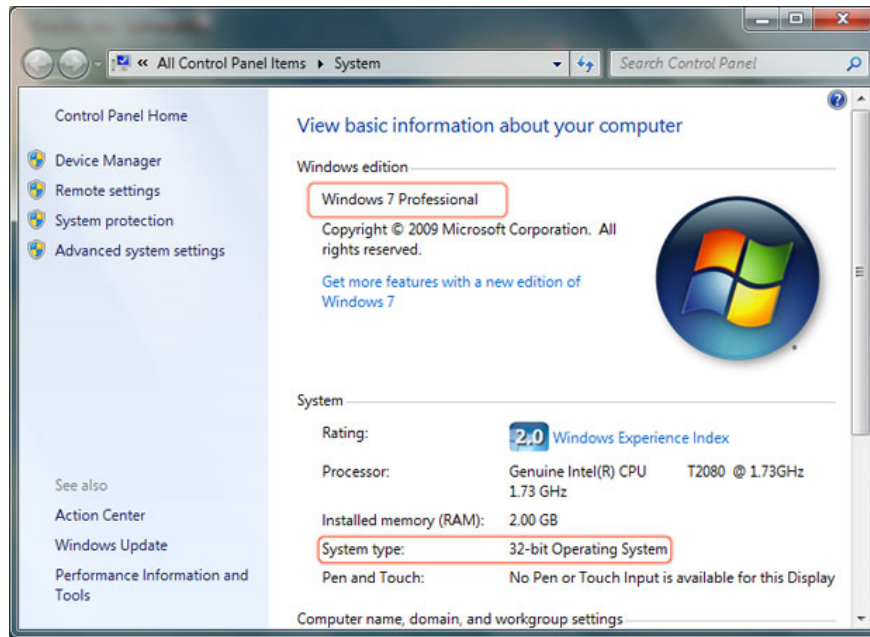 « All Control Panel Items ▸ System
Search Control Panel
Control Panel Home
Device Manager
Remote settings
System protection
Advanced system settings
See also
Action Center
Windows Update
Performance Information and
Tools
View basic information about your computer
Windows edition
Windows 7 Professional
Copyright © 2009 Microsoft Corporation. All
rights reserved.
Get more features with a new edition of
Windows 7
System
Rating:
2.0 Windows Experience Index
Processor:
Genuine Intel(R) CPU T2080 @ 1.73GHz
1.73 GHz
Installed memory (RAM): 2.00 GB
System type: 32-bit Operating System
Pen and Touch: No Pen or Touch Input is available for this Display
Computer name, domain, and workgroup settings